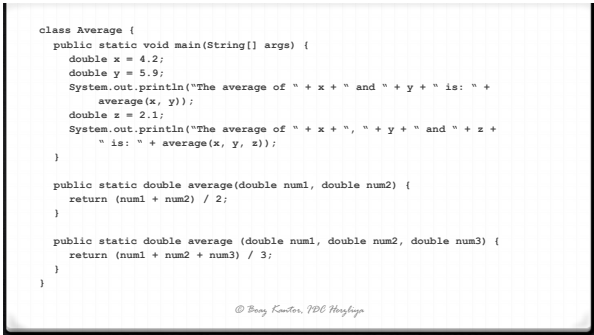 class Average {
public static void main(String[] args) {
double x = 4.2;
double y = 5.9;
System.out.println(“The average of “ + x + “ and “ + y + “ is: “ +
average(x, y));
double z = 2.1;
System.out.println(“The average of “ + x + “, “ + y + “ and “ + z +
“ is: “ + average(x, y, z));
}
public static double average(double num1, double num2) {
return (num1 + num2) / 2;
}
public static double average (double num1, double num2, double num3) {
return (num1 + num2 + num3) / 3;
}
}
© Boaz Kantor, IDC Herzliya